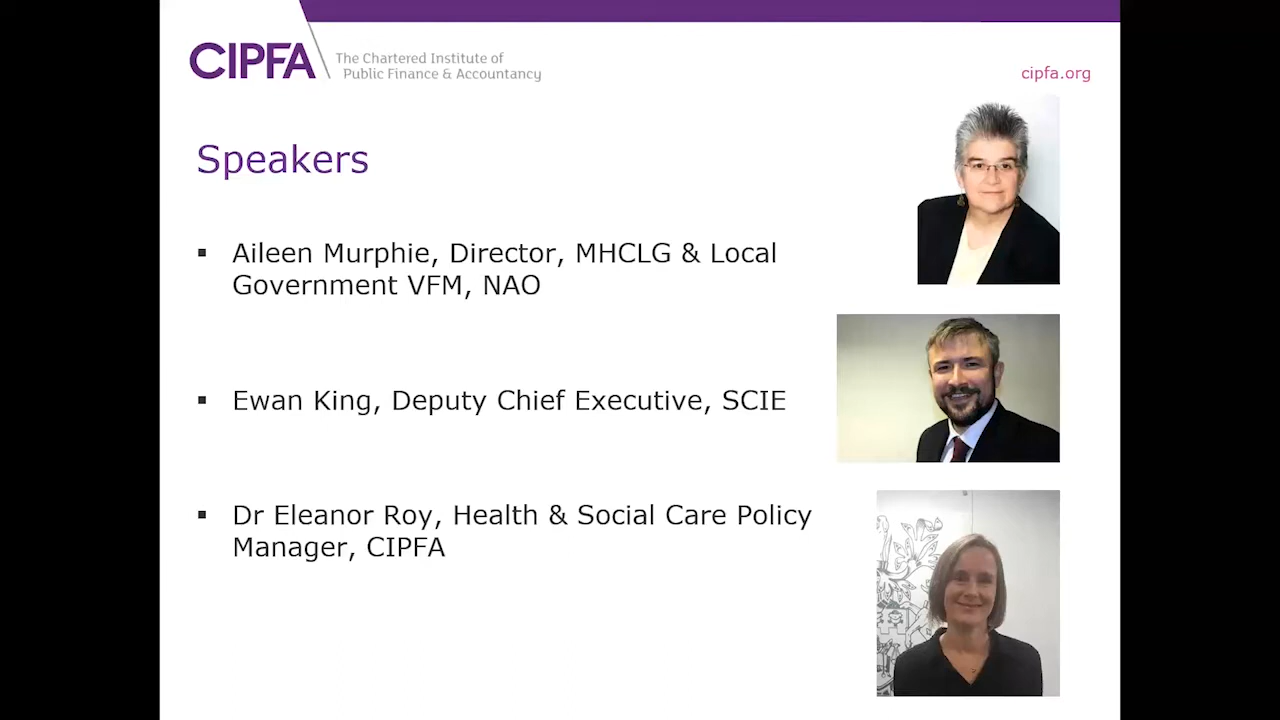 CIPFA
The Chartered Institute of
Public Finance & Accountancy
cipfa.org
Speakers
▪ Aileen Murphie, Director, MHCLG & Local
Government VFM, NAO
▪ Ewan King, Deputy Chief Executive, SCIE
▪ Dr Eleanor Roy, Health & Social Care Policy
Manager, CIPFA